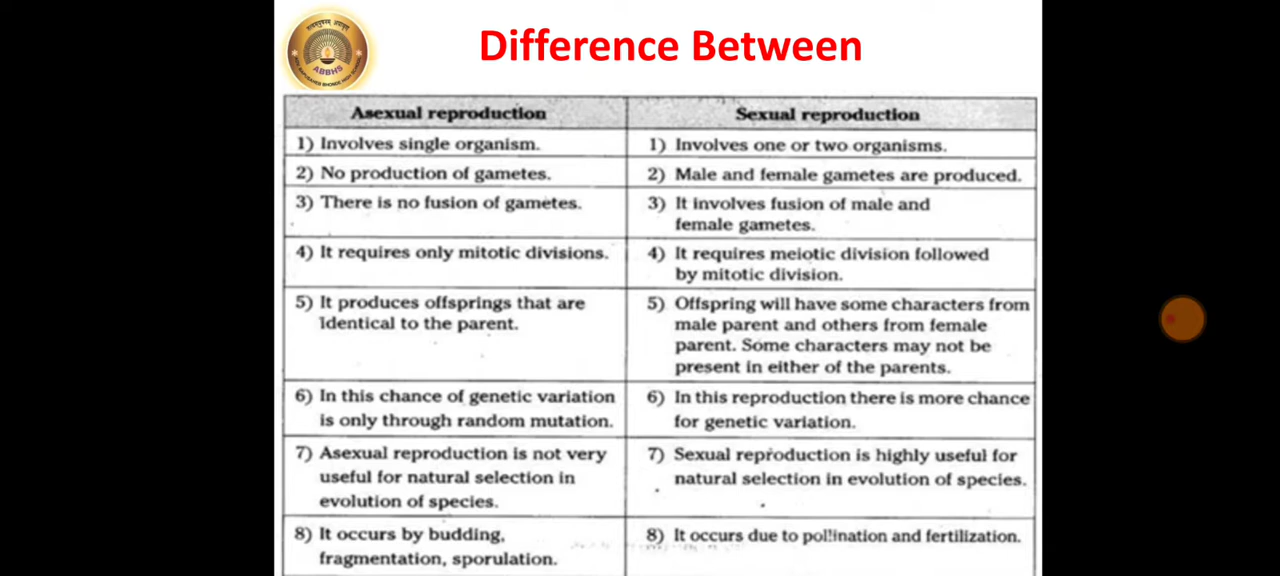 Difference Between
ABBHS
Asexual reproduction
Sexual reproduction
1) Involves single organism.
1) Involves one or two organisms.
2) No production of gametes.
2) Male and female gametes are produced.
3) There is no fusion of gametes.
3) It involves fusion of male and
female gametes.
4) It requires only mitotic divisions.
4) It requires meiotic division followed
by mitotic division.
5) It produces offsprings that are
identical to the parent.
5) Offspring will have some characters from
male parent and others from female
parent. Some characters may not be
present in either of the parents.
6) In this chance of genetic variation
is only through random mutation.
6) In this reproduction there is more chance
for genetic variation.
7) Asexual reproduction is not very
useful for natural selection in
evolution of species.
7) Sexual reproduction is highly useful for
natural selection in evolution of species.
8) It occurs by budding,
fragmentation, sporulation.
8) It occurs due to pollination and fertilization.